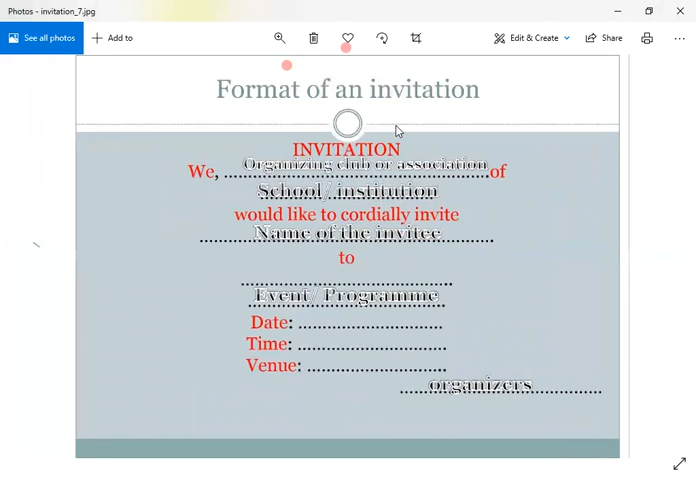 Photos - invitation_7.jpg
See all photos
Add to
Edit & Create
Share
Format of an invitation
INVITATION
Organizing club or association
We, ..................................................................of
School/ institution
would like to cordially invite
Name of the invitee
.........................................................................
to
....................................................
Event/ Programme
.................................................
Date: ...................................
Time: ....................................
Venue: ..................................
organizers
..................................................